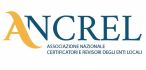 ANCREL
ASSOCIAZIONE NAZIONALE
CERTIFICATORI E REVISORI DEGLI ENTI LOCALI